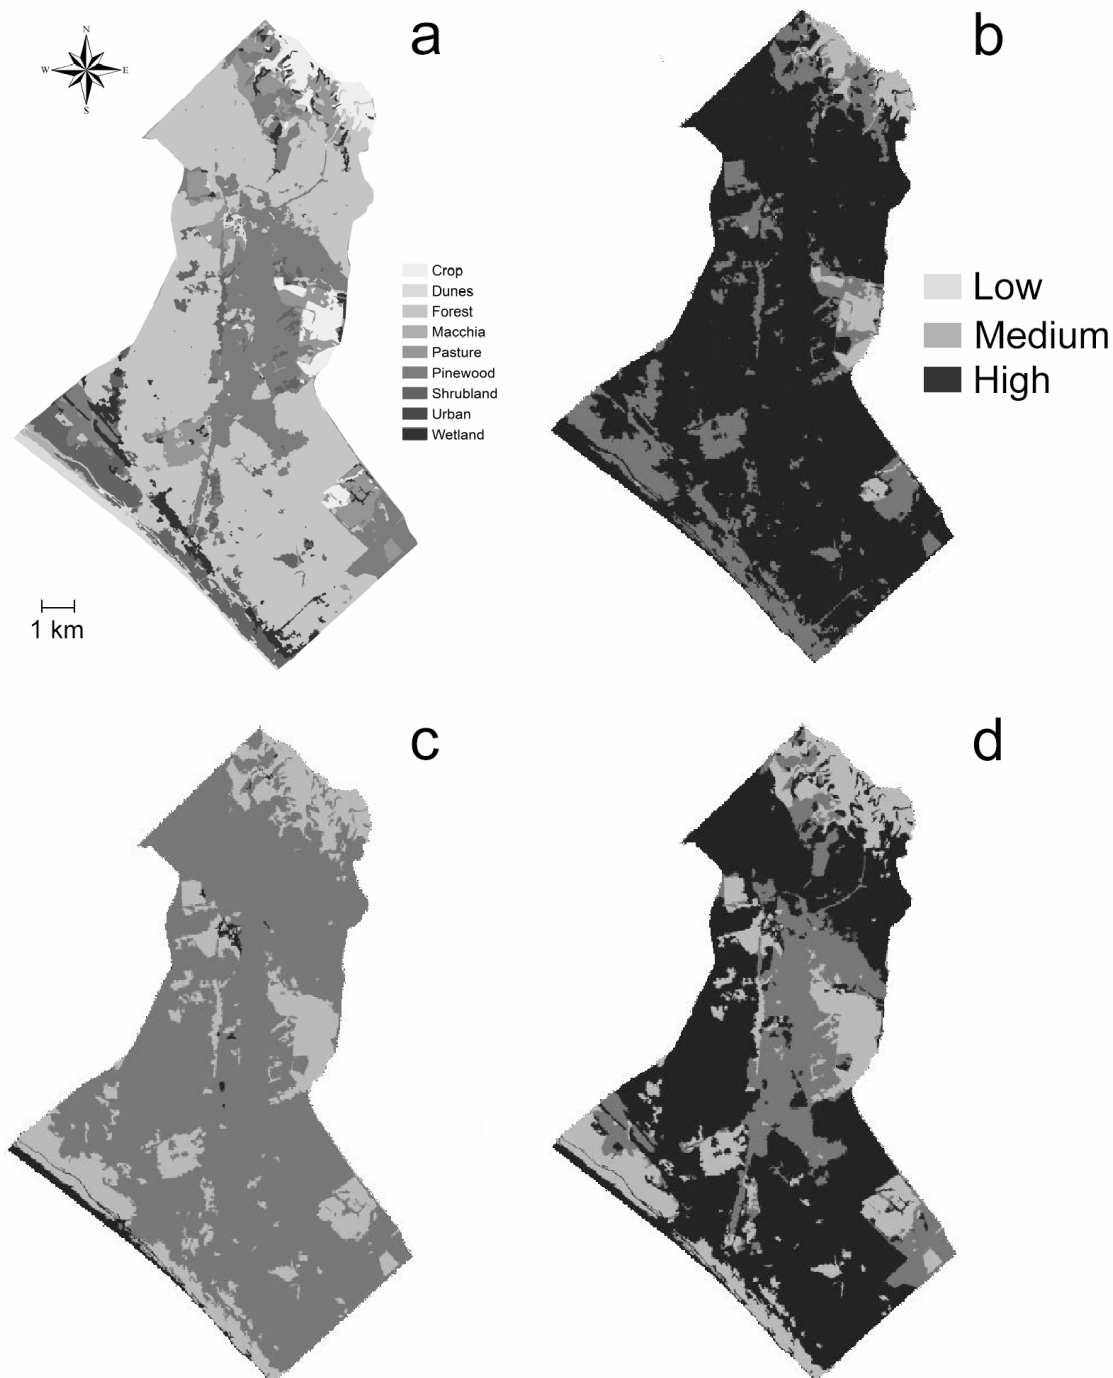 a
b
N
W E
S
Crop
Dunes
Forest
Macchia
Pasture
Pinewood
Shrubland
Urban
Wetland
Low
Medium
High
1 km
c
d